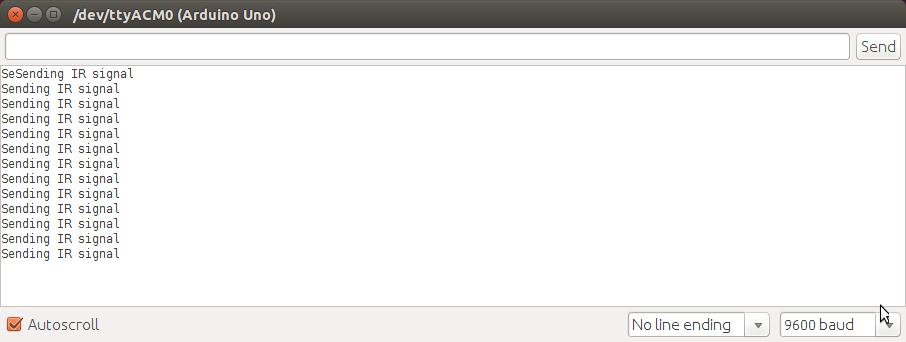 /dev/ttyACM0 (Arduino Uno)
Send
SeSending IR signal
Sending IR signal
Sending IR signal
Sending IR signal
Sending IR signal
Sending IR signal
Sending IR signal
Sending IR signal
Sending IR signal
Sending IR signal
Sending IR signal
Sending IR signal
Sending IR signal
Autoscroll No line ending 9600 baud